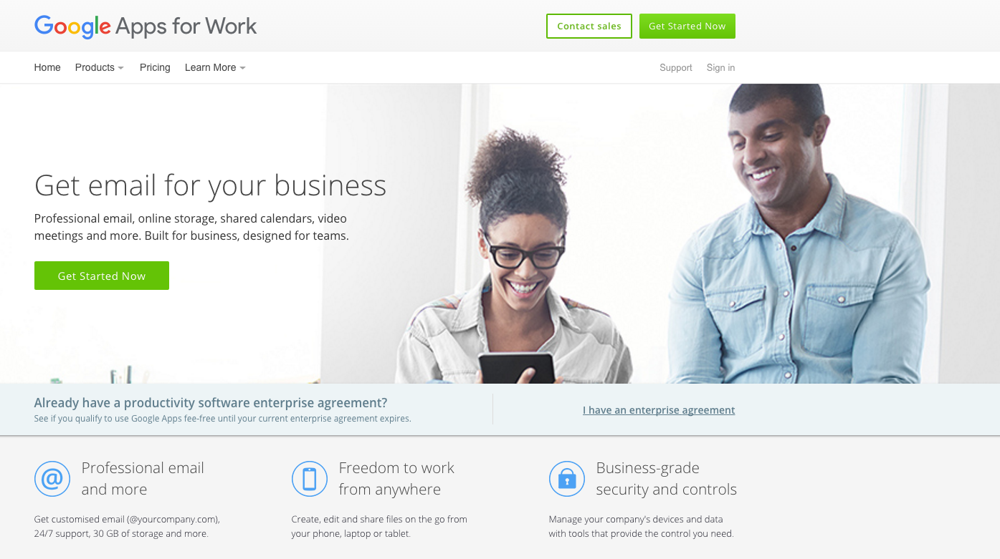 Google Apps for Work
Contact sales
Get Started Now
Home
Products
Pricing
Learn More
Support
Sign in
Get email for your business
Professional email, online storage, shared calendars, video
meetings and more. Built for business, designed for teams.
Get Started Now
Already have a productivity software enterprise agreement?
See if you qualify to use Google Apps fee-free until your current enterprise agreement expires.
I have an enterprise agreement
@
Professional email
and more
Get customised email (@yourcompany.com),
24/7 support, 30 GB of storage and more.
Freedom to work
from anywhere
Create, edit and share files on the go from
your phone, laptop or tablet.
Business-grade
security and controls
Manage your company's devices and data
with tools that provide the control you need.